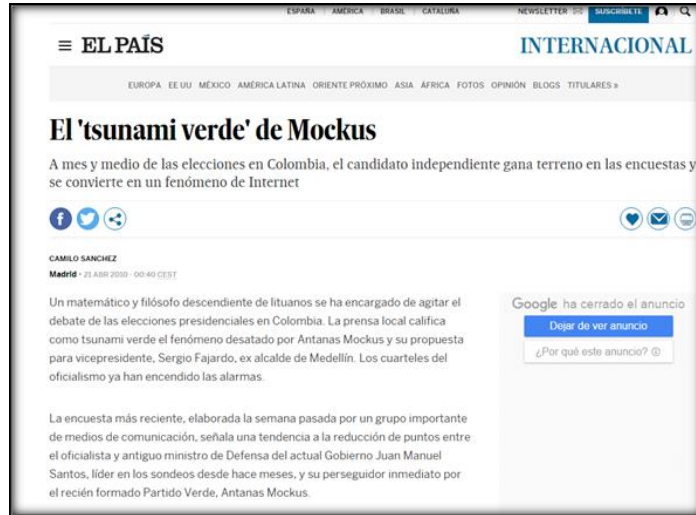 ESPAÑA AMÉRICA BRASIL CATALUÑA NEWSLETTER SUSCRÍBETE
EL PAÍS INTERNACIONAL
EUROPA EE UU MÉXICO AMÉRICA LATINA ORIENTE PRÓXIMO ASIA ÁFRICA FOTOS OPINIÓN BLOGS TITULARES »
El 'tsunami verde' de Mockus
A mes y medio de las elecciones en Colombia, el candidato independiente gana terreno en las encuestas y
se convierte en un fenómeno de Internet
CAMILO SANCHEZ
Madrid - 21 ABR 2010 - 00:40 CEST
Un matemático y filósofo descendiente de lituanos se ha encargado de agitar el
debate de las elecciones presidenciales en Colombia. La prensa local califica
como tsunami verde el fenómeno desatado por Antanas Mockus y su propuesta
para vicepresidente, Sergio Fajardo, ex alcalde de Medellín. Los cuarteles del
oficialismo ya han encendido las alarmas.
La encuesta más reciente, elaborada la semana pasada por un grupo importante
de medios de comunicación, señala una tendencia a la reducción de puntos entre
el oficialista y antiguo ministro de Defensa del actual Gobierno Juan Manuel
Santos, líder en los sondeos desde hace meses, y su perseguidor inmediato por
el recién formado Partido Verde, Antanas Mockus.
Google ha cerrado el anuncio
Dejar de ver anuncio
¿Por qué este anuncio?